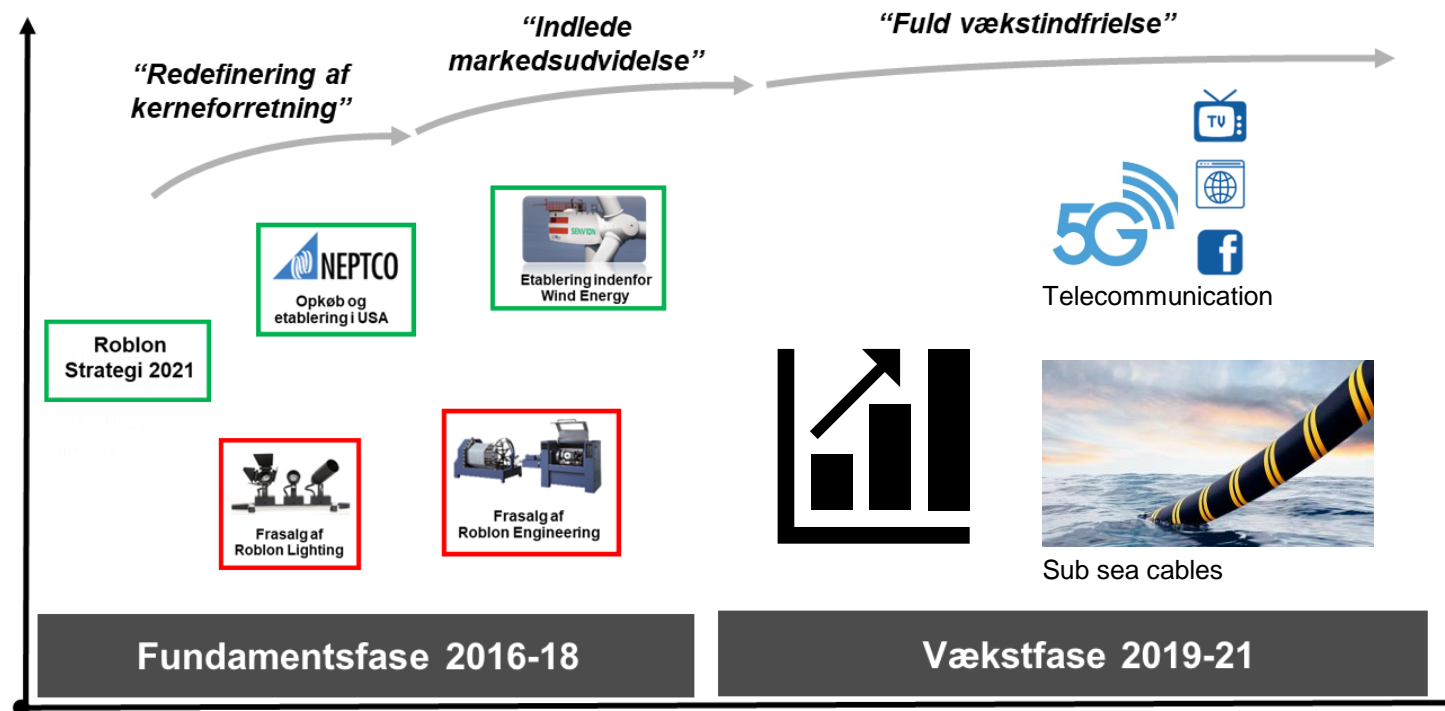 “Redefinering af
kerneforretning”
“Indlede
markedsudvidelse”
“Fuld vækstindfrielse”
Roblon
Strategi 2021
NEPTCO
Opkøb og
etablering i USA
SENVION
Etablering indenfor
Wind Energy
Frasalg af
Roblon Lighting
Frasalg af
Roblon Engineering
TV
5G
f
Telecommunication
Sub sea cables
Fundamentsfase 2016-18
Vækstfase 2019-21